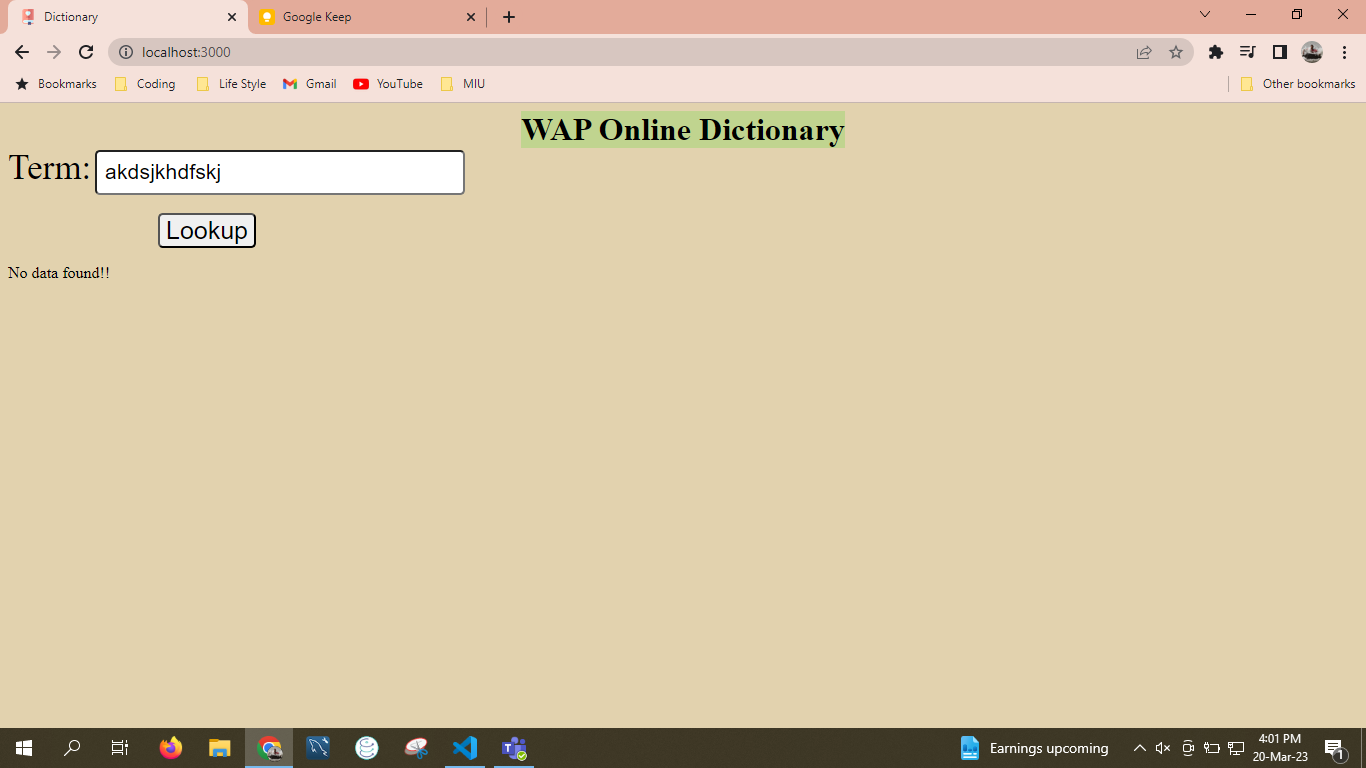 Dictionary
Google Keep
localhost:3000
Bookmarks Coding Life Style Gmail YouTube MIU Other bookmarks
WAP Online Dictionary
Term: akdsjkhdfskj
Lookup
No data found!!
Earnings upcoming
4:01 PM
20-Mar-23
1